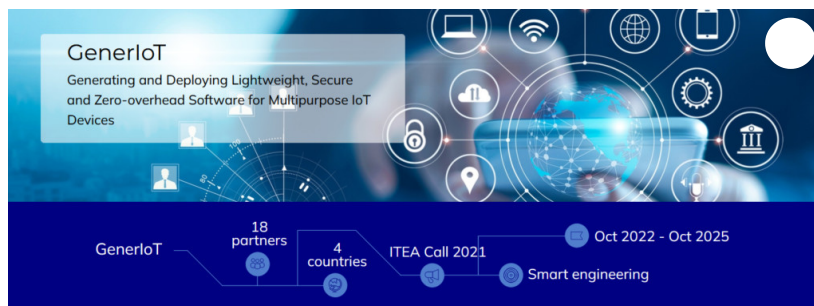 GenerIoT
Generating and Deploying Lightweight, Secure
and Zero-overhead Software for Multipurpose IoT
Devices
GenerIoT
18
partners
4
countries
ITEA Call 2021
Oct 2022 - Oct 2025
Smart engineering